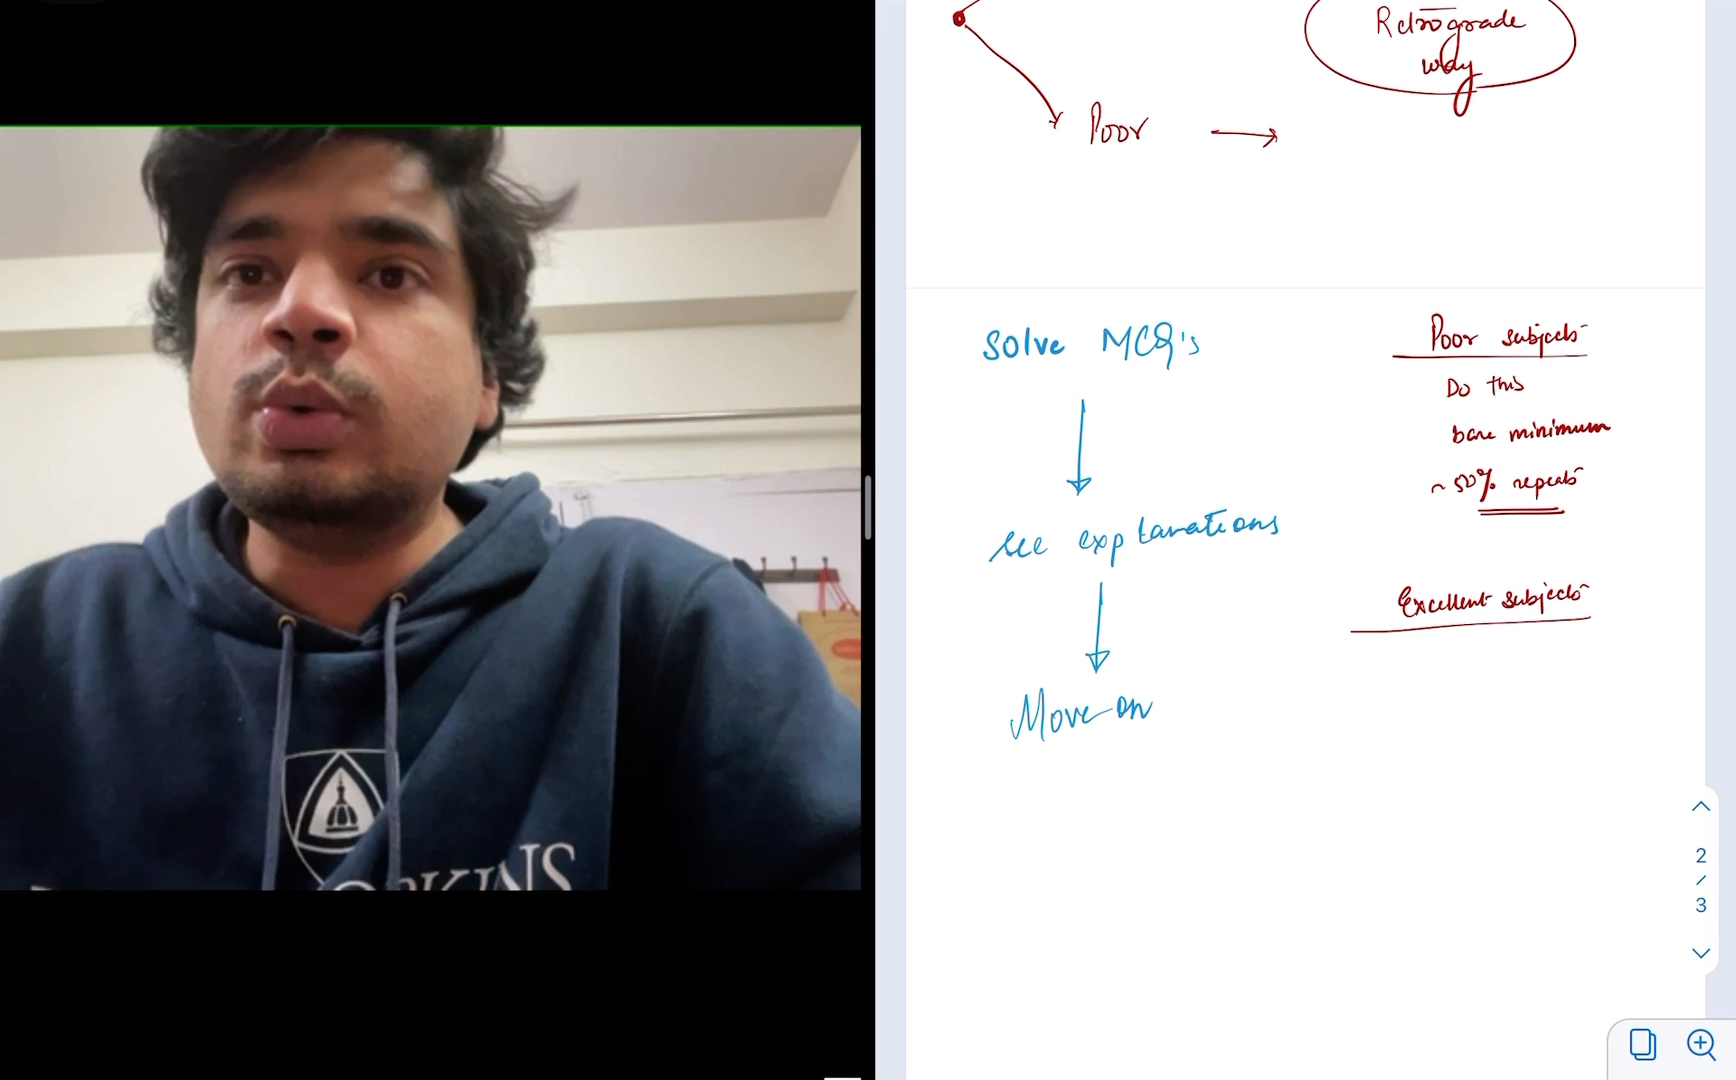 Retrograde
way
Poor
Solve MCQ's
see explanations
Move on
Poor subjects
Do this
bare minimum
~ 50% repeats
Excellent subjects
2
/
3